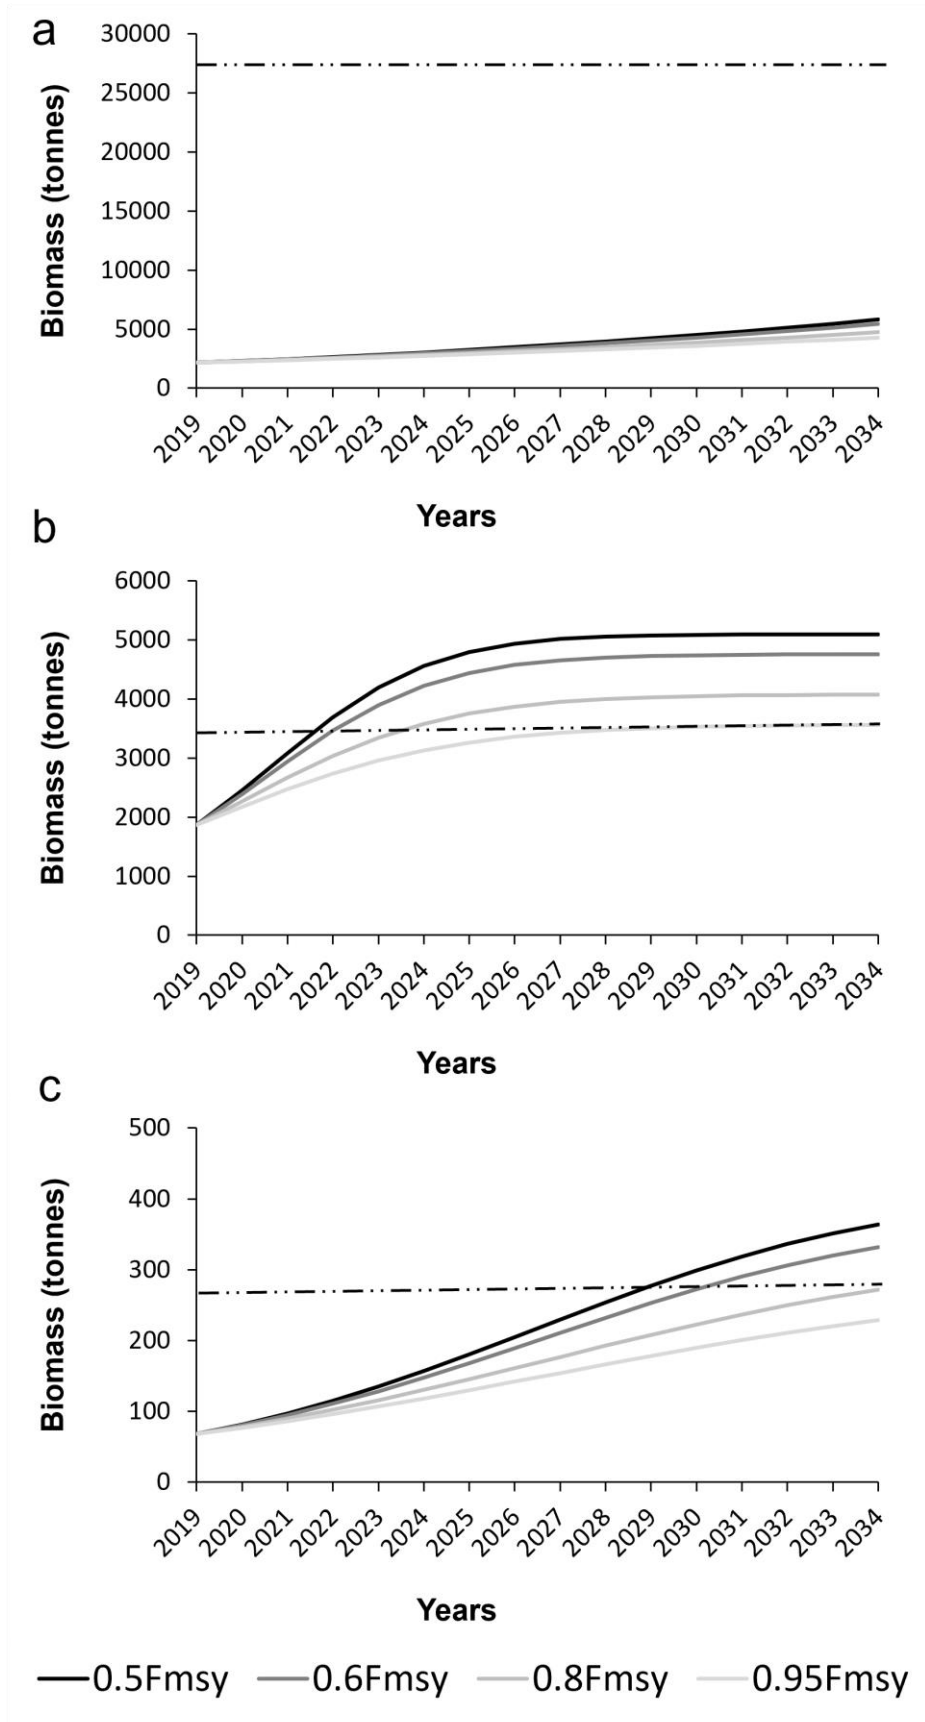 a
Biomass (tonnes)
30000
25000
20000
15000
10000
5000
0
2019 2020 2021 2022 2023 2024 2025 2026 2027 2028 2029 2030 2031 2032 2033 2034
Years
b
Biomass (tonnes)
6000
5000
4000
3000
2000
1000
0
2019 2020 2021 2022 2023 2024 2025 2026 2027 2028 2029 2030 2031 2032 2033 2034
Years
c
Biomass (tonnes)
500
400
300
200
100
0
2019 2020 2021 2022 2023 2024 2025 2026 2027 2028 2029 2030 2031 2032 2033 2034
Years
0.5Fmsy 0.6Fmsy 0.8Fmsy 0.95Fmsy